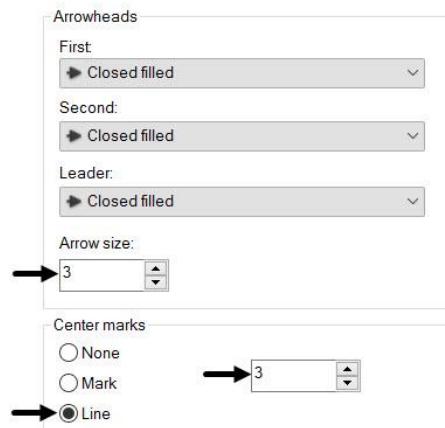 Arrowheads
First:
Closed filled
Second:
Closed filled
Leader:
Closed filled
Arrow size:
3
Center marks
None
3
Mark
Line